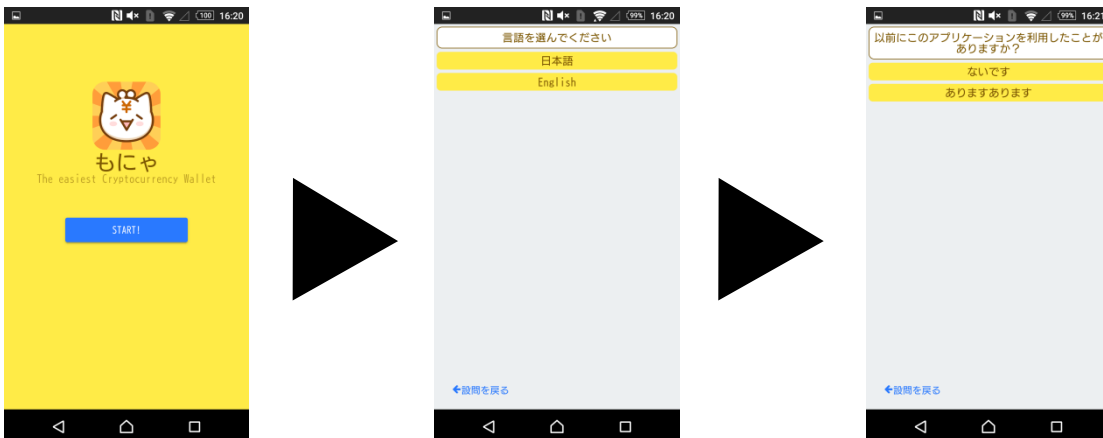 100 16:20
もにゃ
The easiest Cryptocurrency Wallet
START!
99% 16:20
言語を選んでください
日本語
English
←設問を戻る
99% 16:21
以前にこのアプリケーションを利用したことが
ありますか？
ないです
ありますあります
←設問を戻る